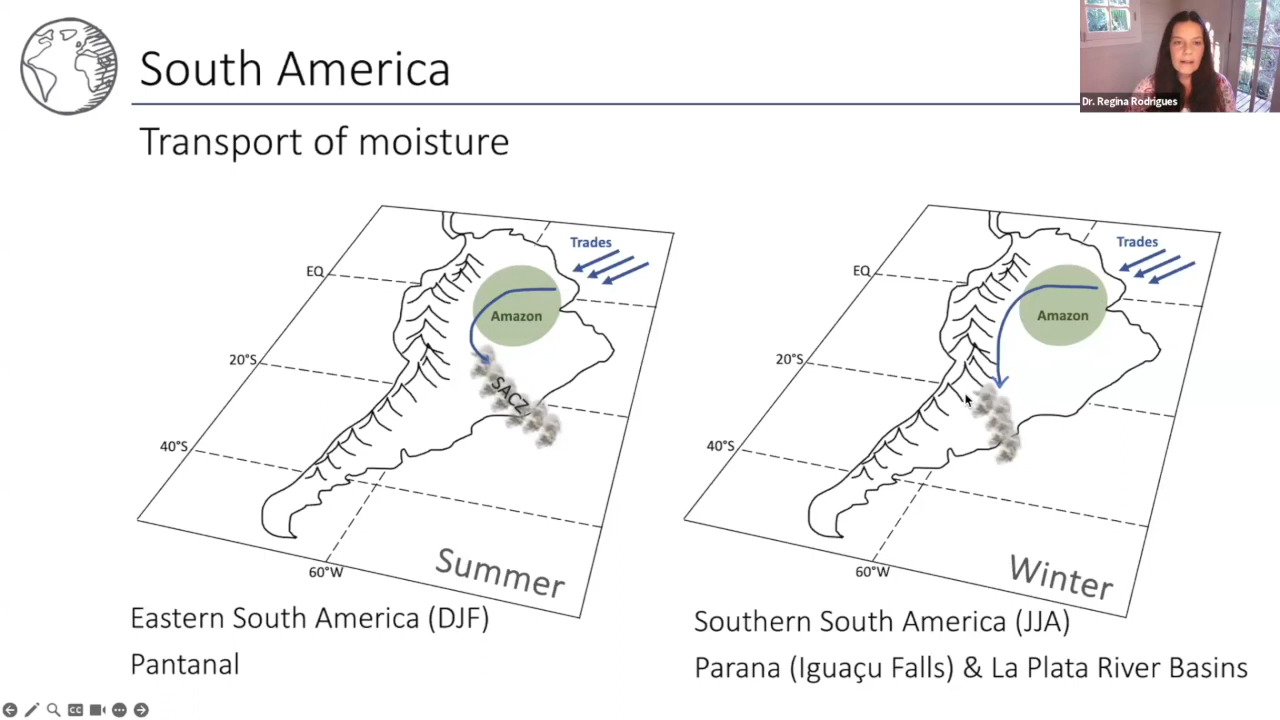 South America
Dr. Regina Rodrigues
Transport of moisture
Trades
EQ
Amazon
20°S
SACZ
40°S
60°W
Summer
Eastern South America (DJF)
Pantanal
Trades
EQ
Amazon
20°S
40°S
60°W
Winter
Southern South America (JJA)
Parana (Iguaçu Falls) & La Plata River Basins
CC